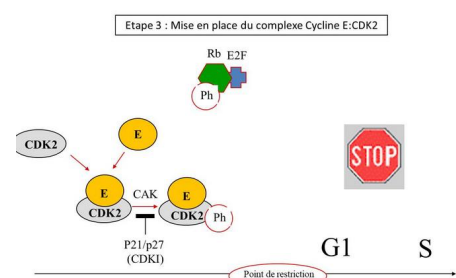 Etape 3 : Mise en place du complexe Cycline E:CDK2
Rb E2F
Ph
E
CDK2
STOP
E
CAK
E
CDK2
CDK2
Ph
P21/p27
(CDKI)
G1
S
Point de restriction